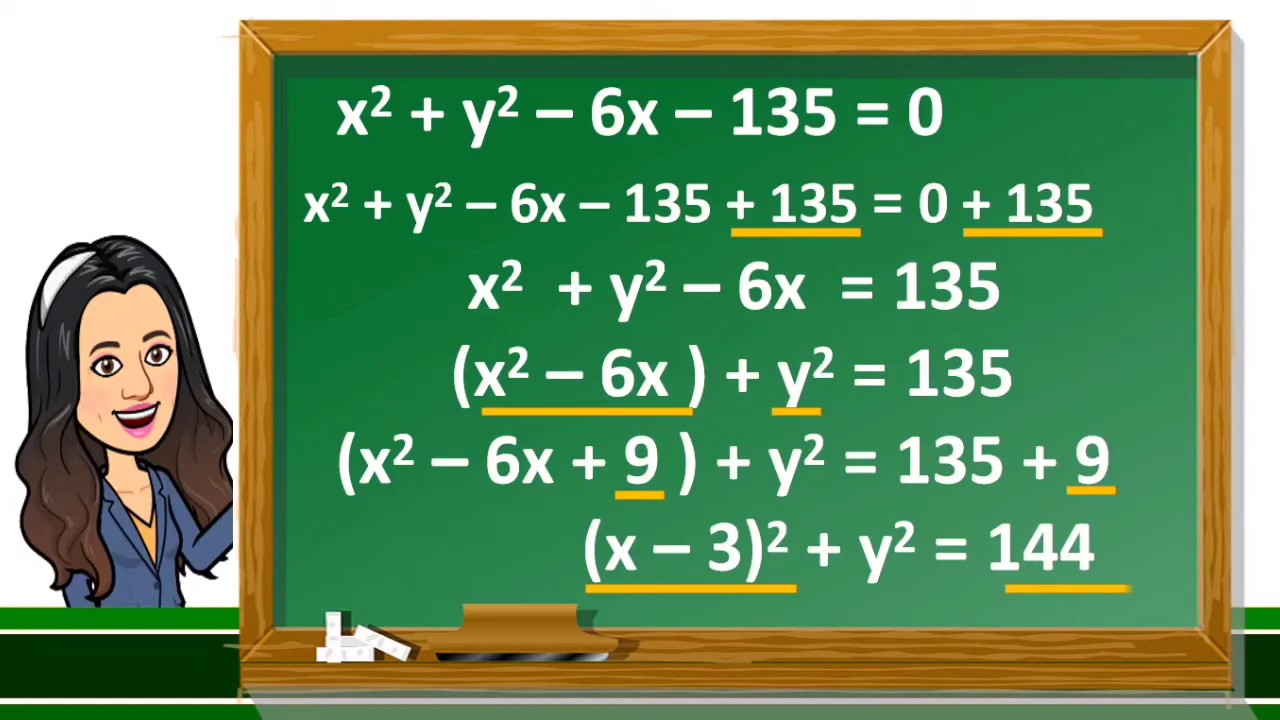 x² + y² – 6x – 135 = 0
x² + y² – 6x – 135 + 135 = 0 + 135
x² + y² – 6x = 135
(x² – 6x ) + y² = 135
(x² – 6x + 9 ) + y² = 135 + 9
(x – 3)² + y² = 144